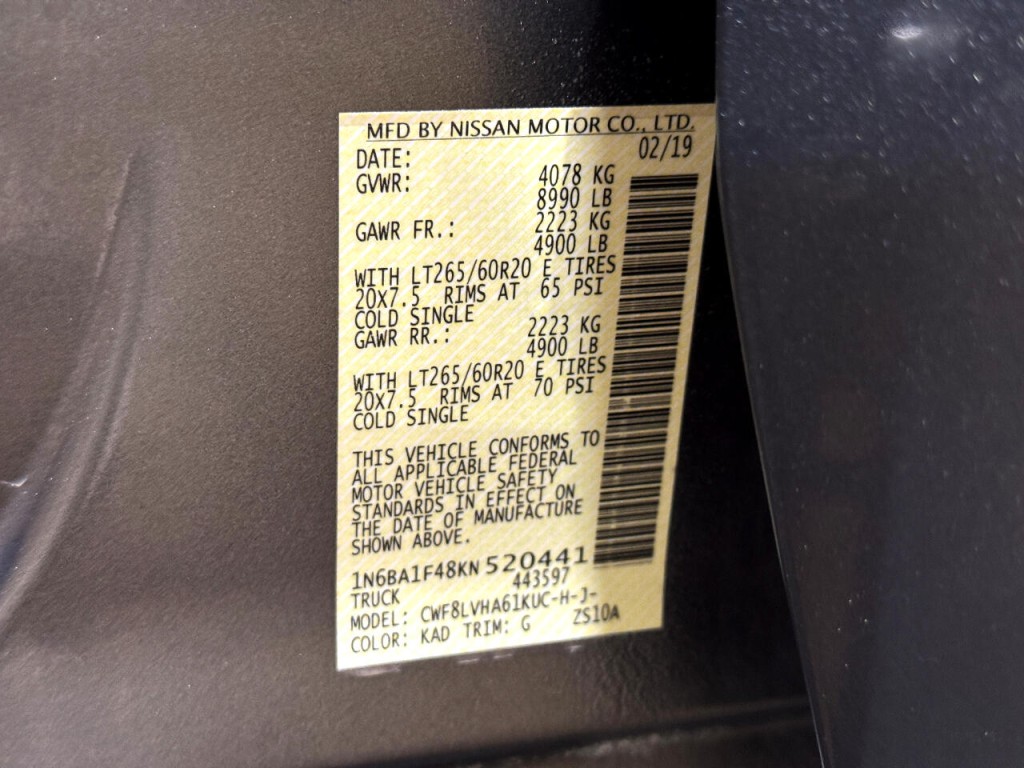 MFD BY NISSAN MOTOR CO., LTD.
DATE: 02/19
GVWR: 4078 KG
8990 LB
GAWR FR.: 2223 KG
4900 LB
WITH LT265/60R20 E TIRES
20x7.5 RIMS AT 65 PSI
COLD SINGLE
GAWR RR.: 2223 KG
4900 LB
WITH LT265/60R20 E TIRES
20x7.5 RIMS AT 70 PSI
COLD SINGLE
THIS VEHICLE CONFORMS TO
ALL APPLICABLE FEDERAL
MOTOR VEHICLE SAFETY
STANDARDS IN EFFECT ON
THE DATE OF MANUFACTURE
SHOWN ABOVE.
1N6BA1F48KN 520441
TRUCK 443597
MODEL: CWF8LVHA61KUC-H-J-
COLOR: KAD TRIM: G ZS10A